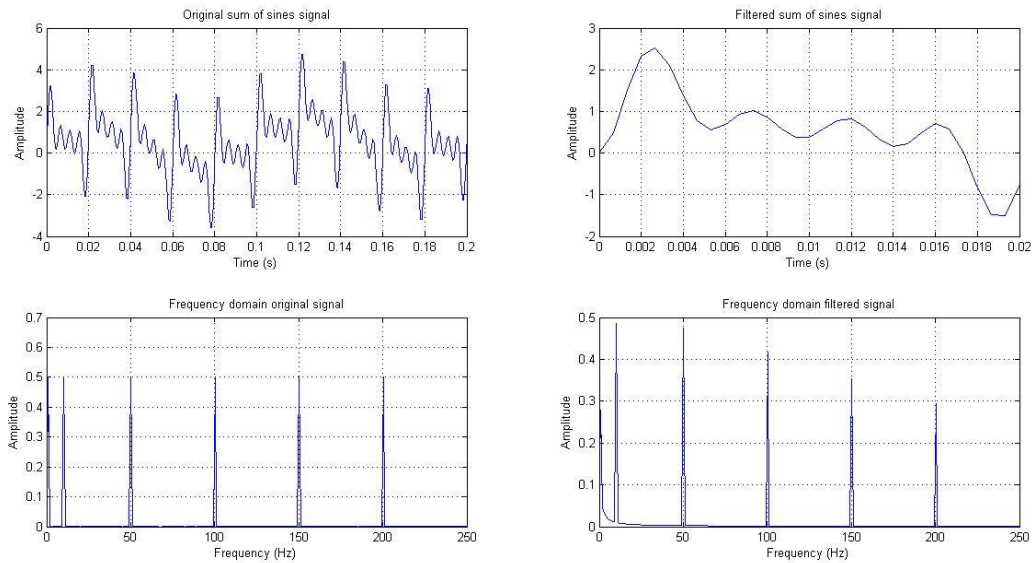 Original sum of sines signal
6
4
2
0
-2
-4
Amplitude
0 0.02 0.04 0.06 0.08 0.1 0.12 0.14 0.16 0.18 0.2
Time (s)
Filtered sum of sines signal
3
2
1
0
-1
-2
Amplitude
0 0.002 0.004 0.006 0.008 0.01 0.012 0.014 0.016 0.018 0.02
Time (s)
Frequency domain original signal
0.7
0.6
0.5
0.4
0.3
0.2
0.1
0
Amplitude
0 50 100 150 200 250
Frequency (Hz)
Frequency domain filtered signal
0.5
0.4
0.3
0.2
0.1
0
Amplitude
0 50 100 150 200 250
Frequency (Hz)